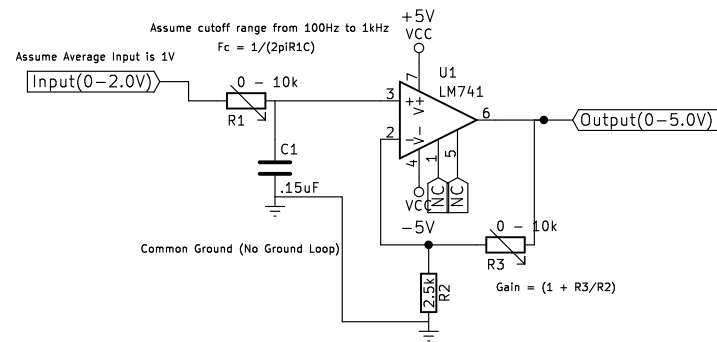 Assume cutoff range from 100Hz to 1kHz
Fc = 1/(2piR1C)
Assume Average Input is 1V
Input(0-2.0V)
0 - 10k
R1
C1
.15uF
+5V
VCC
U1
LM741
7
3
+
V+
6
2
-
V-
4
1
5
NC
NC
VCC
-5V
Output(0-5.0V)
0 - 10k
R3
Common Ground (No Ground Loop)
2.5k
R2
Gain = (1 + R3/R2)